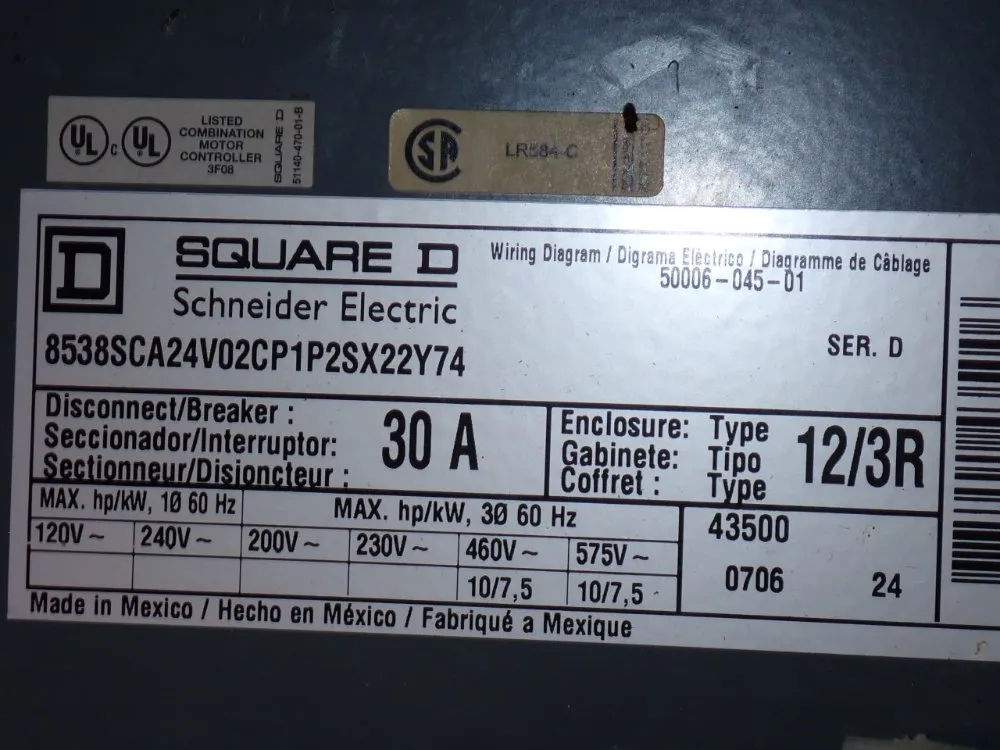 UL C UL
LISTED
COMBINATION
MOTOR
CONTROLLER
3F08
SQUARE D
51140-470-01-B
SA
LR584-C
D
SQUARE D
Schneider Electric
Wiring Diagram / Digrama Eléctrico / Diagramme de Câblage
50006-045-01
8538SCA24V02CP1P2SX22Y74
SER. D
Disconnect/Breaker :
Seccionador/Interruptor:
Sectionneur/Disjoncteur :
30 A
Enclosure: Type
Gabinete: Tipo
Coffret : Type
12/3R
MAX. hp/kW, 1Ø 60 Hz
MAX. hp/kW, 3Ø 60 Hz
120V ~ 240V ~ 200V ~ 230V ~ 460V ~ 575V ~
10/7,5 10/7,5
43500
0706 24
Made in Mexico / Hecho en México / Fabriqué a Mexique